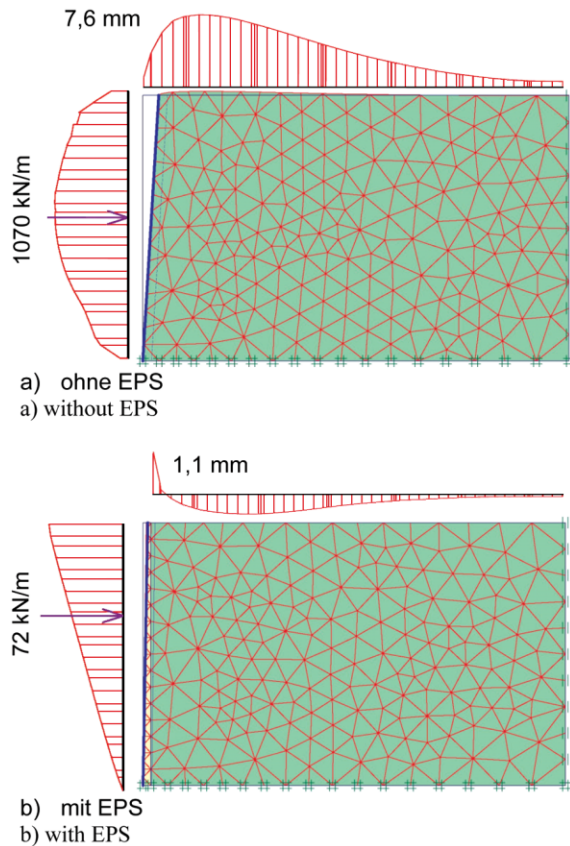 7,6 mm
1070 kN/m
a) ohne EPS
a) without EPS
1,1 mm
72 kN/m
b) mit EPS
b) with EPS